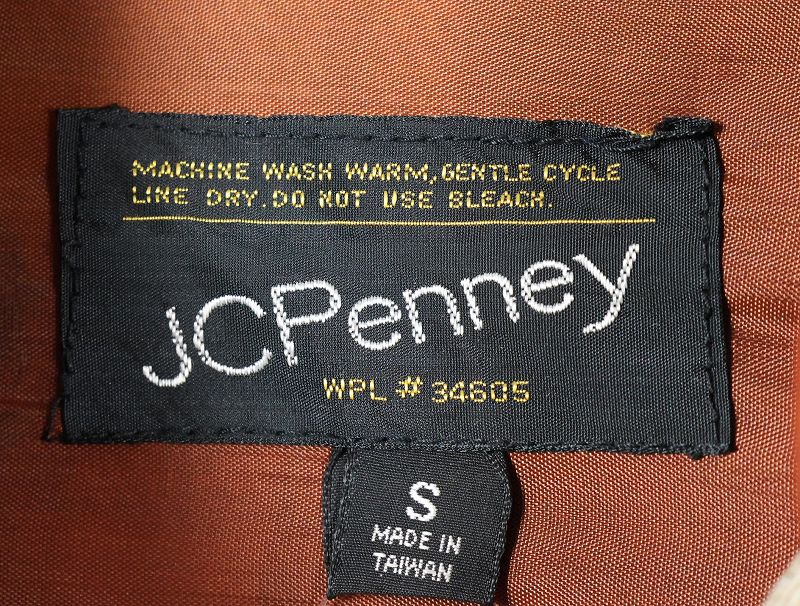 MACHINE WASH WARM, GENTLE CYCLE
LINE DRY. DO NOT USE BLEACH.
JCPenney
WPL # 34605
S
MADE IN
TAIWAN